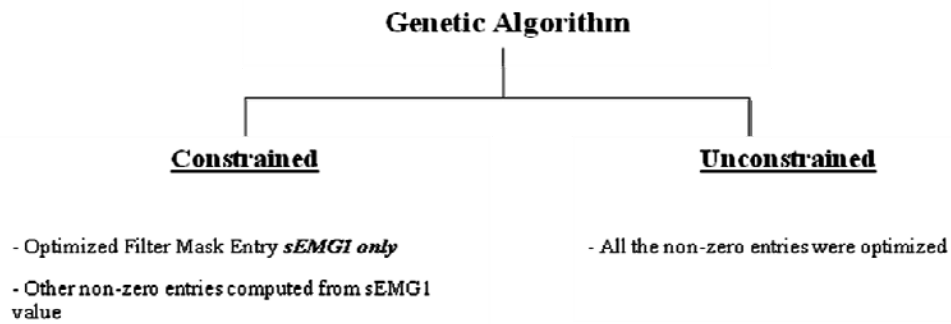 Genetic Algorithm
Constrained
Unconstrained
- Optimized Filter Mask Entry sEMG1 only
- Other non-zero entries computed from sEMG1
value
- All the non-zero entries were optimized